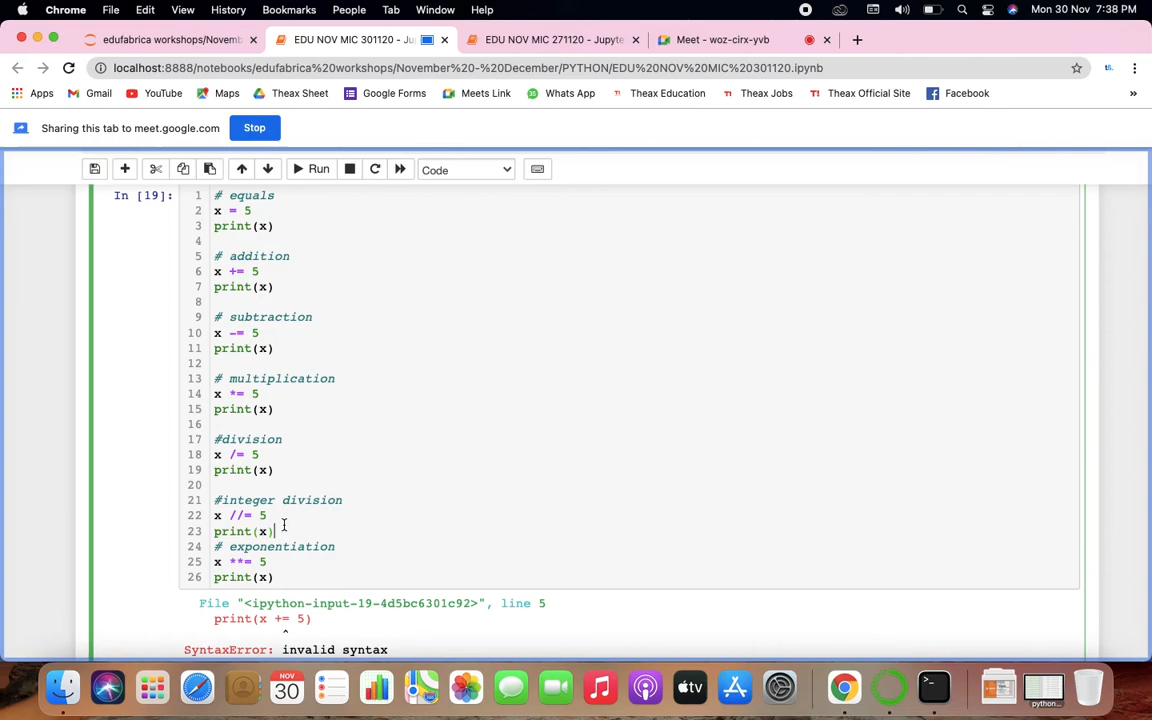 Chrome File Edit View History Bookmarks People Tab Window Help Mon 30 Nov 7:38 PM
edufabrica workshops/Novemb EDU NOV MIC 301120 - Ju EDU NOV MIC 271120 - Jupyte Meet - woz-cirx-yvb
localhost:8888/notebooks/edufabrica%20workshops/November%20-%20December/PYTHON/EDU%20NOV%20MIC%20301120.ipynb
Apps Gmail YouTube Maps Theax Sheet Google Forms Meets Link Whats App Theax Education Theax Jobs Theax Official Site Facebook »
Sharing this tab to meet.google.com Stop
Run Code
In [19]: 1 # equals
2 x = 5
3 print(x)
4
5 # addition
6 x += 5
7 print(x)
8
9 # subtraction
10 x -= 5
11 print(x)
12
13 # multiplication
14 x *= 5
15 print(x)
16
17 #division
18 x /= 5
19 print(x)
20
21 #integer division
22 x //= 5
23 print(x)
24 # exponentiation
25 x **= 5
26 print(x)
File "<ipython-input-19-4d5bc6301c92>", line 5
print(x += 5)
^
SyntaxError: invalid syntax
NOV
30
tv
python...